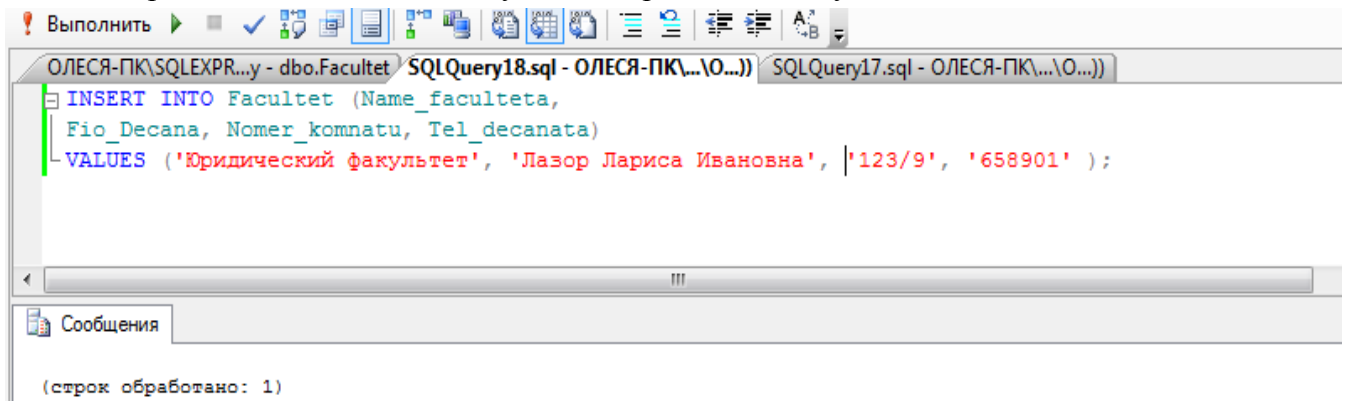 Выполнить
ОЛЕСЯ-ПК\SQLEXPR...y - dbo.Facultet SQLQuery18.sql - ОЛЕСЯ-ПК\...\О...)) SQLQuery17.sql - ОЛЕСЯ-ПК\...\О...))
INSERT INTO Facultet (Name_faculteta,
Fio_Decana, Nomer_komnatu, Tel_decanata)
VALUES ('Юридический факультет', 'Лазор Лариса Ивановна', '123/9', '658901' );
Сообщения
(строк обработано: 1)